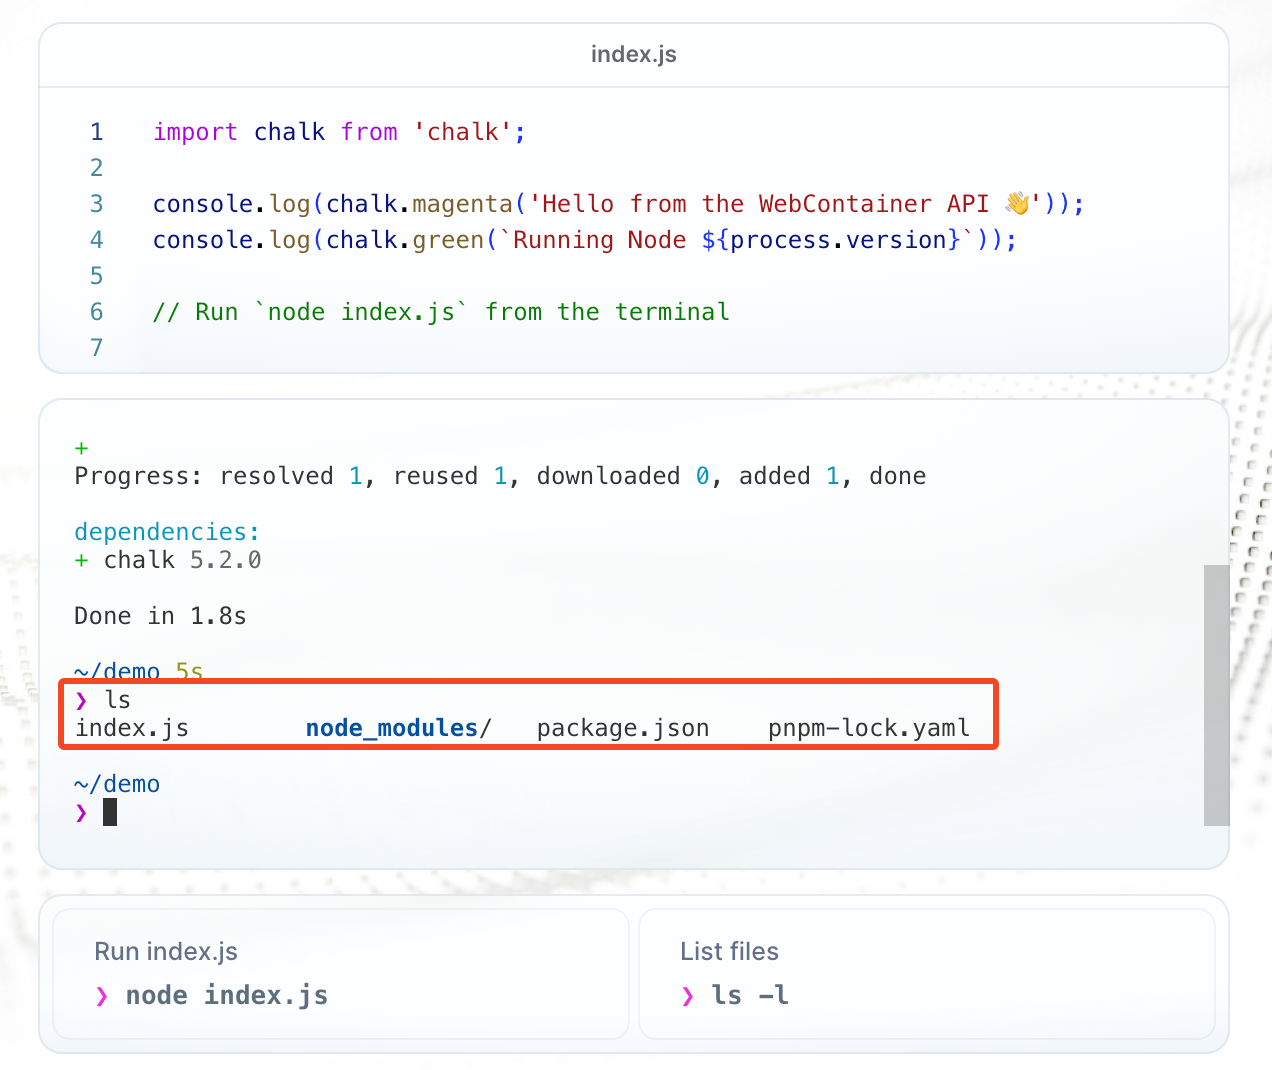 index.js
1 import chalk from 'chalk';
2
3 console.log(chalk.magenta('Hello from the WebContainer API 👋'));
4 console.log(chalk.green(`Running Node ${process.version}`));
5
6 // Run `node index.js` from the terminal
7
+
Progress: resolved 1, reused 1, downloaded 0, added 1, done
dependencies:
+ chalk 5.2.0
Done in 1.8s
~/demo 5s
❯ ls
index.js node_modules/ package.json pnpm-lock.yaml
~/demo
❯
Run index.js
❯ node index.js
List files
❯ ls -l